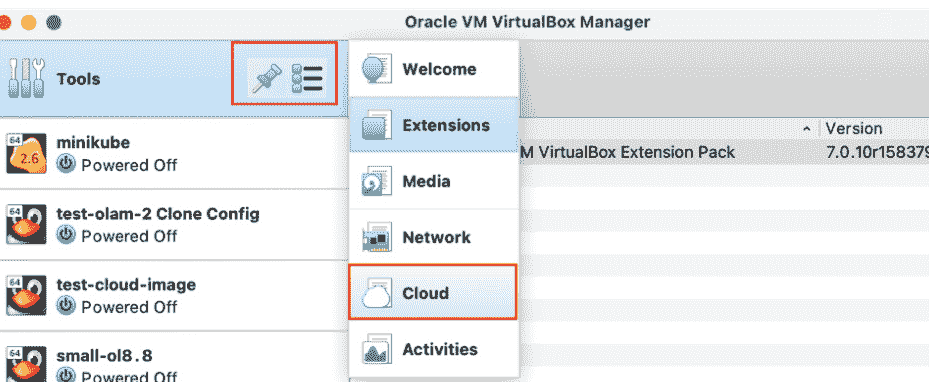 Oracle VM VirtualBox Manager
Tools
Welcome
Extensions
Media
Network
Cloud
Activities
Version
M VirtualBox Extension Pack
7.0.10r158379
64
2.6
minikube
Powered Off
64
test-olam-2 Clone Config
Powered Off
64
test-cloud-image
Powered Off
64
small-ol8.8
Powered Off